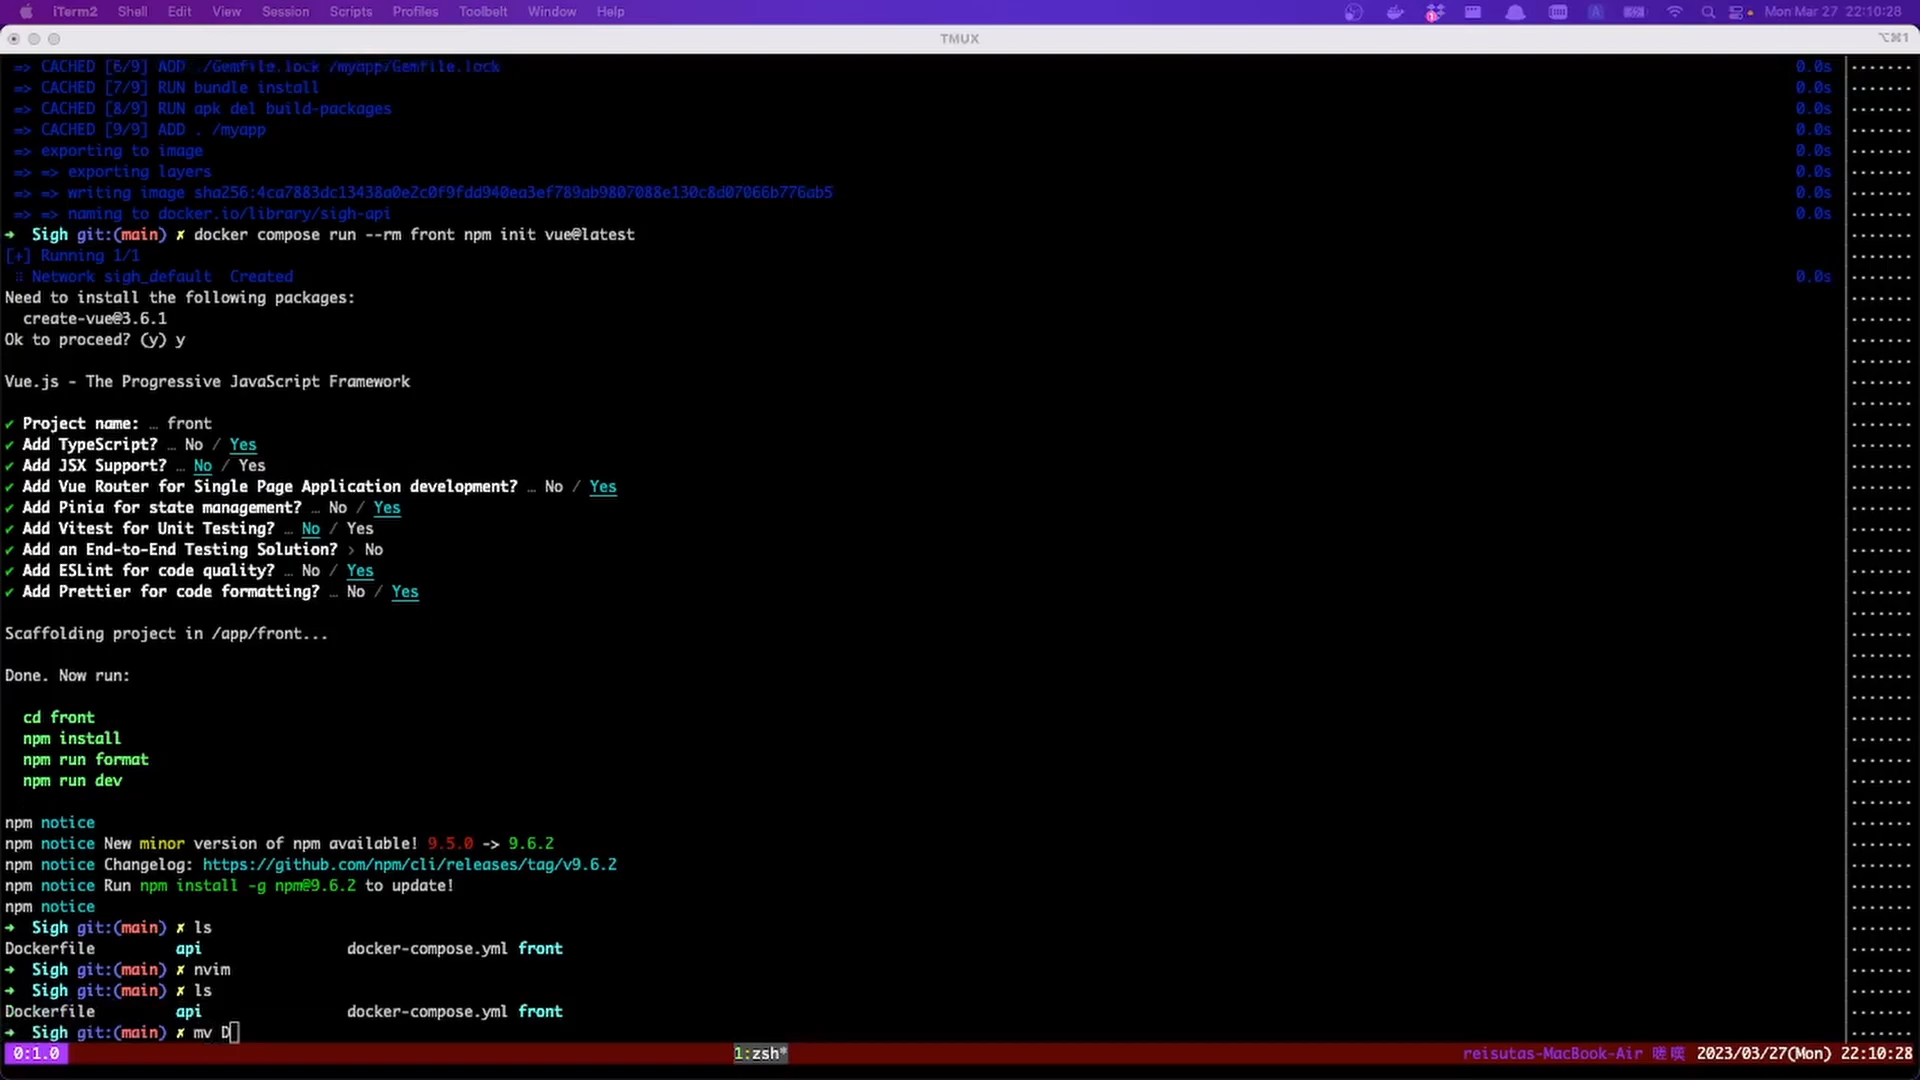 iTerm2 Shell Edit View Session Scripts Profiles Toolbelt Window Help Mon Mar 27 22:10:28
TMUX ⌥⌘1
=> CACHED [6/9] ADD ./Gemfile.lock /myapp/Gemfile.lock 0.0s
=> CACHED [7/9] RUN bundle install 0.0s
=> CACHED [8/9] RUN apk del build-packages 0.0s
=> CACHED [9/9] ADD . /myapp 0.0s
=> exporting to image 0.0s
=> => exporting layers 0.0s
=> => writing image sha256:4ca7883dc13438a0e2c0f9fdd940ea3ef789ab9807088e130c8d07066b776ab5 0.0s
=> => naming to docker.io/library/sigh-api 0.0s
➜ Sigh git:(main) ✗ docker compose run --rm front npm init vue@latest
[+] Running 1/1
⠿ Network sigh_default Created 0.0s
Need to install the following packages:
create-vue@3.6.1
Ok to proceed? (y) y
Vue.js - The Progressive JavaScript Framework
✔ Project name: … front
✔ Add TypeScript? … No / Yes
✔ Add JSX Support? … No / Yes
✔ Add Vue Router for Single Page Application development? … No / Yes
✔ Add Pinia for state management? … No / Yes
✔ Add Vitest for Unit Testing? … No / Yes
✔ Add an End-to-End Testing Solution? › No
✔ Add ESLint for code quality? … No / Yes
✔ Add Prettier for code formatting? … No / Yes
Scaffolding project in /app/front...
Done. Now run:
cd front
npm install
npm run format
npm run dev
npm notice
npm notice New minor version of npm available! 9.5.0 -> 9.6.2
npm notice Changelog: https://github.com/npm/cli/releases/tag/v9.6.2
npm notice Run npm install -g npm@9.6.2 to update!
npm notice
➜ Sigh git:(main) ✗ ls
Dockerfile api docker-compose.yml front
➜ Sigh git:(main) ✗ nvim
➜ Sigh git:(main) ✗ ls
Dockerfile api docker-compose.yml front
➜ Sigh git:(main) ✗ mv D
0:1.0 1:zsh* reisutas-MacBook-Air 2023/03/27(Mon) 22:10:28